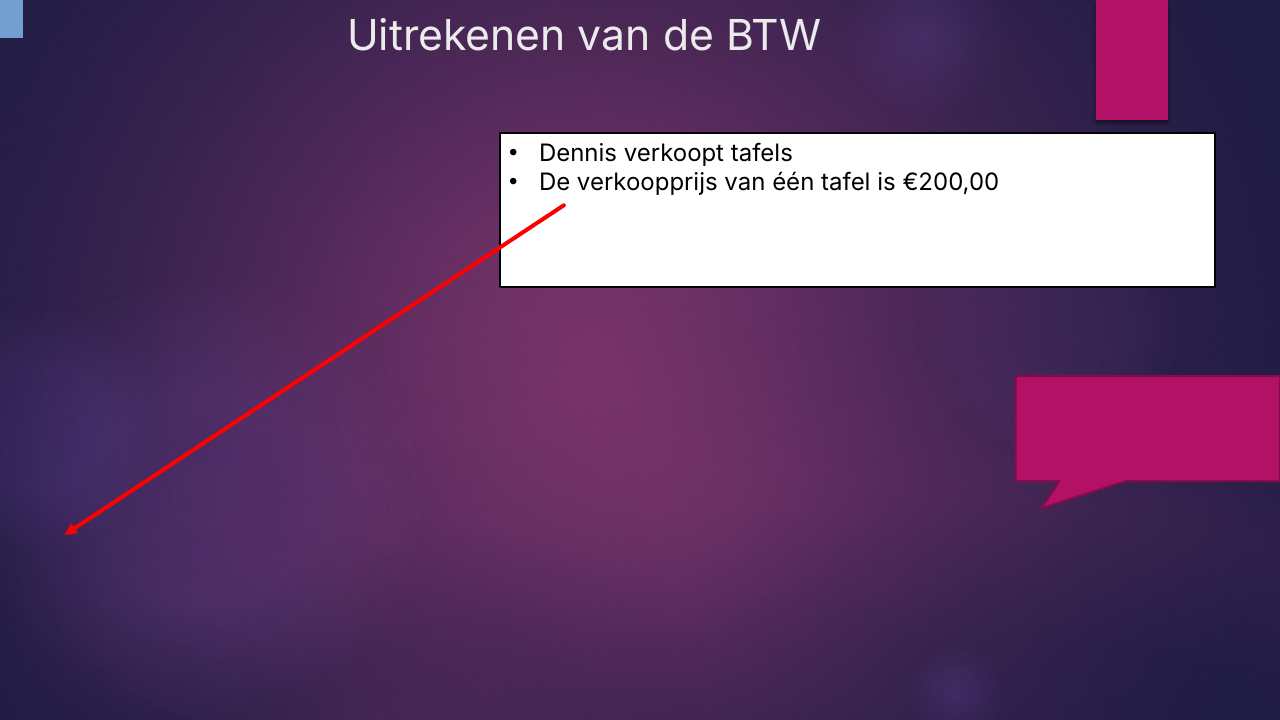 Uitrekenen van de BTW
• Dennis verkoopt tafels
• De verkoopprijs van één tafel is €200,00